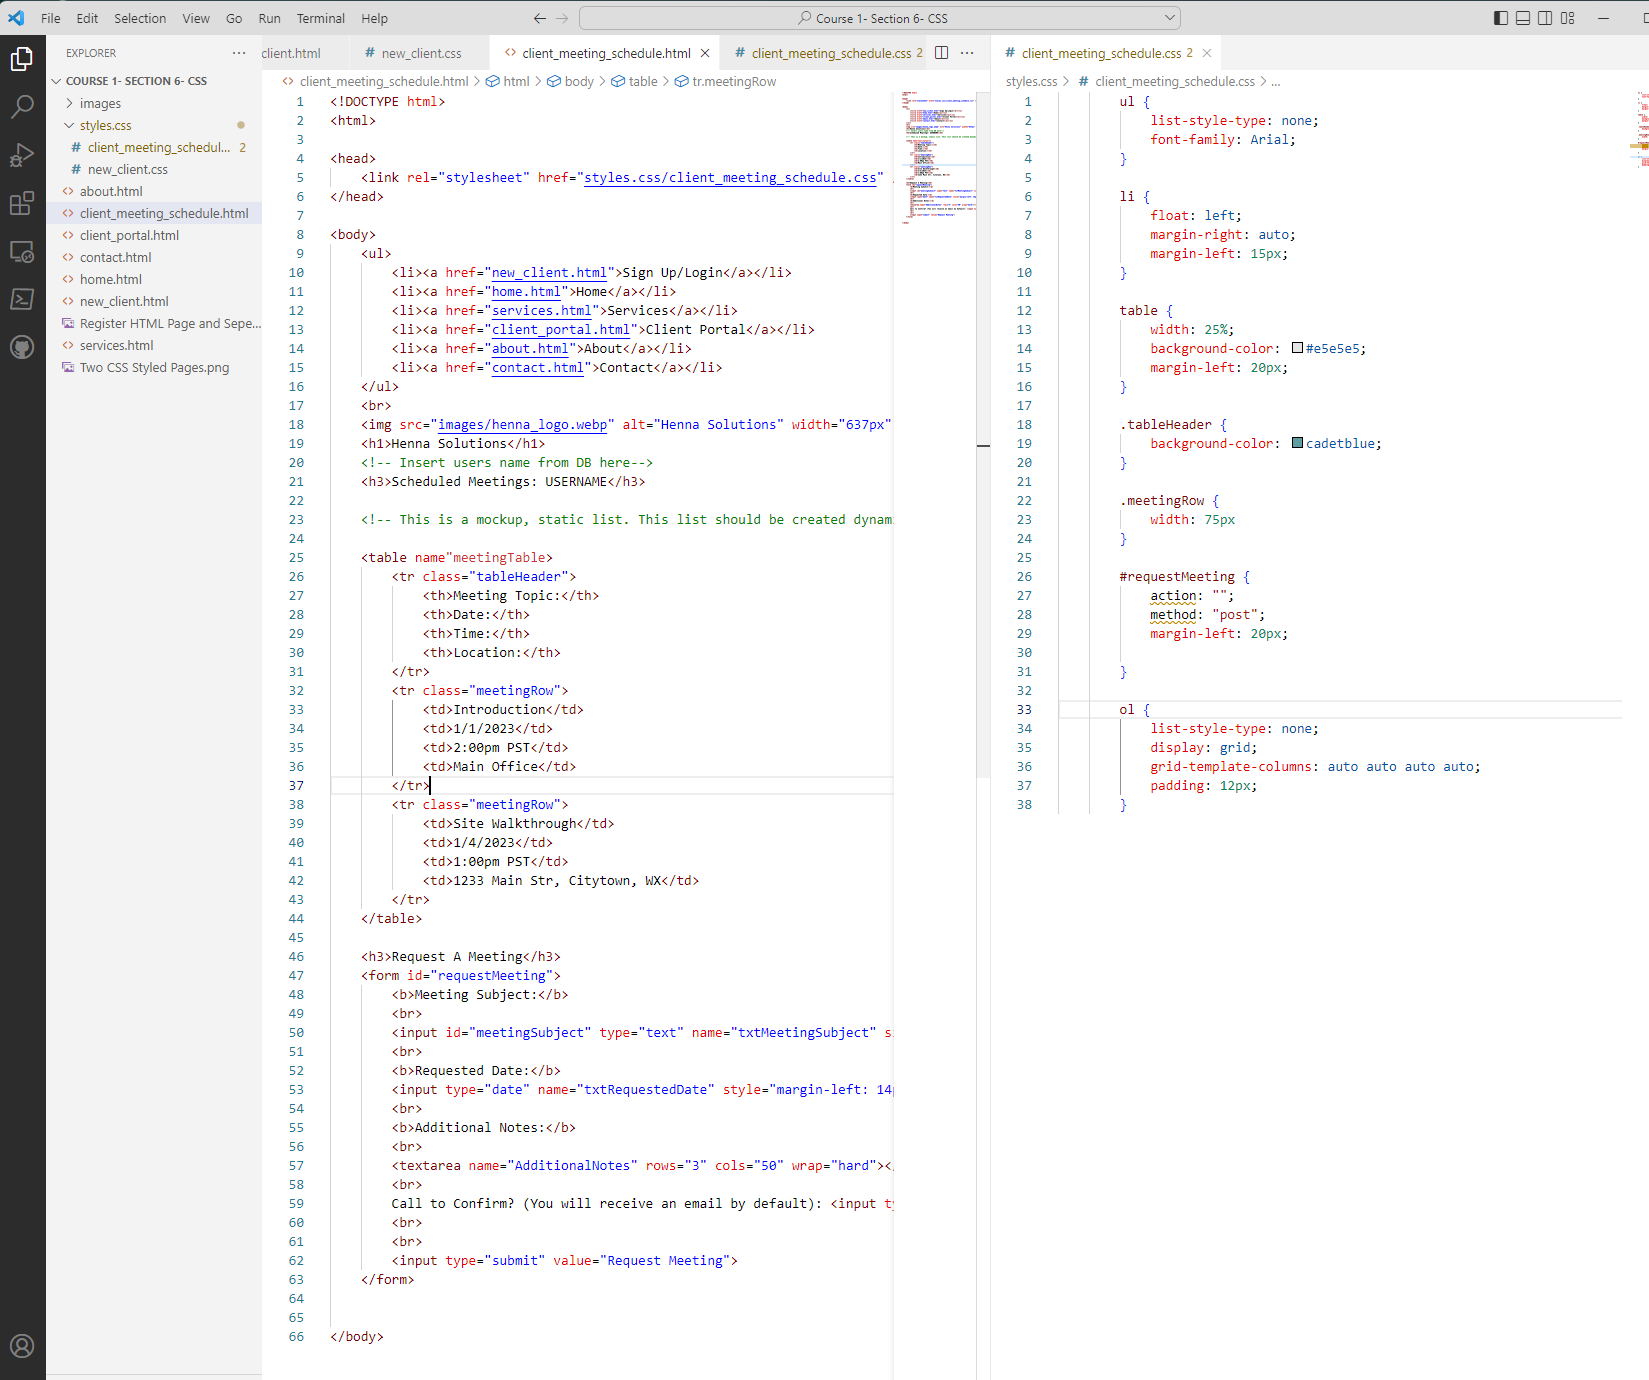 File Edit Selection View Go Run Terminal Help
Course 1- Section 6- CSS
EXPLORER
COURSE 1- SECTION 6- CSS
images
styles.css
client_meeting_schedul... 2
new_client.css
about.html
client_meeting_schedule.html
client_portal.html
contact.html
home.html
new_client.html
Register HTML Page and Sepe...
services.html
Two CSS Styled Pages.png
client.html new_client.css client_meeting_schedule.html client_meeting_schedule.css 2
client_meeting_schedule.html > html > body > table > tr.meetingRow
1 <!DOCTYPE html>
2 <html>
3
4 <head>
5 <link rel="stylesheet" href="styles.css/client_meeting_schedule.css"
6 </head>
7
8 <body>
9 <ul>
10 <li><a href="new_client.html">Sign Up/Login</a></li>
11 <li><a href="home.html">Home</a></li>
12 <li><a href="services.html">Services</a></li>
13 <li><a href="client_portal.html">Client Portal</a></li>
14 <li><a href="about.html">About</a></li>
15 <li><a href="contact.html">Contact</a></li>
16 </ul>
17 <br>
18 <img src="images/henna_logo.webp" alt="Henna Solutions" width="637px"
19 <h1>Henna Solutions</h1>
20 <!-- Insert users name from DB here-->
21 <h3>Scheduled Meetings: USERNAME</h3>
22
23 <!-- This is a mockup, static list. This list should be created dynam
24
25 <table name"meetingTable>
26 <tr class="tableHeader">
27 <th>Meeting Topic:</th>
28 <th>Date:</th>
29 <th>Time:</th>
30 <th>Location:</th>
31 </tr>
32 <tr class="meetingRow">
33 <td>Introduction</td>
34 <td>1/1/2023</td>
35 <td>2:00pm PST</td>
36 <td>Main Office</td>
37 </tr>
38 <tr class="meetingRow">
39 <td>Site Walkthrough</td>
40 <td>1/4/2023</td>
41 <td>1:00pm PST</td>
42 <td>1233 Main Str, Citytown, WX</td>
43 </tr>
44 </table>
45
46 <h3>Request A Meeting</h3>
47 <form id="requestMeeting">
48 <b>Meeting Subject:</b>
49 <br>
50 <input id="meetingSubject" type="text" name="txtMeetingSubject" s
51 <br>
52 <b>Requested Date:</b>
53 <input type="date" name="txtRequestedDate" style="margin-left: 14p
54 <br>
55 <b>Additional Notes:</b>
56 <br>
57 <textarea name="AdditionalNotes" rows="3" cols="50" wrap="hard"><
58 <br>
59 Call to Confirm? (You will receive an email by default): <input ty
60 <br>
61 <br>
62 <input type="submit" value="Request Meeting">
63 </form>
64
65
66 </body>
client_meeting_schedule.css 2
styles.css > client_meeting_schedule.css > ...
1 ul {
2 list-style-type: none;
3 font-family: Arial;
4 }
5
6 li {
7 float: left;
8 margin-right: auto;
9 margin-left: 15px;
10 }
11
12 table {
13 width: 25%;
14 background-color: #e5e5e5;
15 margin-left: 20px;
16 }
17
18 .tableHeader {
19 background-color: cadetblue;
20 }
21
22 .meetingRow {
23 width: 75px
24 }
25
26 #requestMeeting {
27 action: "";
28 method: "post";
29 margin-left: 20px;
30
31 }
32
33 ol {
34 list-style-type: none;
35 display: grid;
36 grid-template-columns: auto auto auto auto;
37 padding: 12px;
38 }